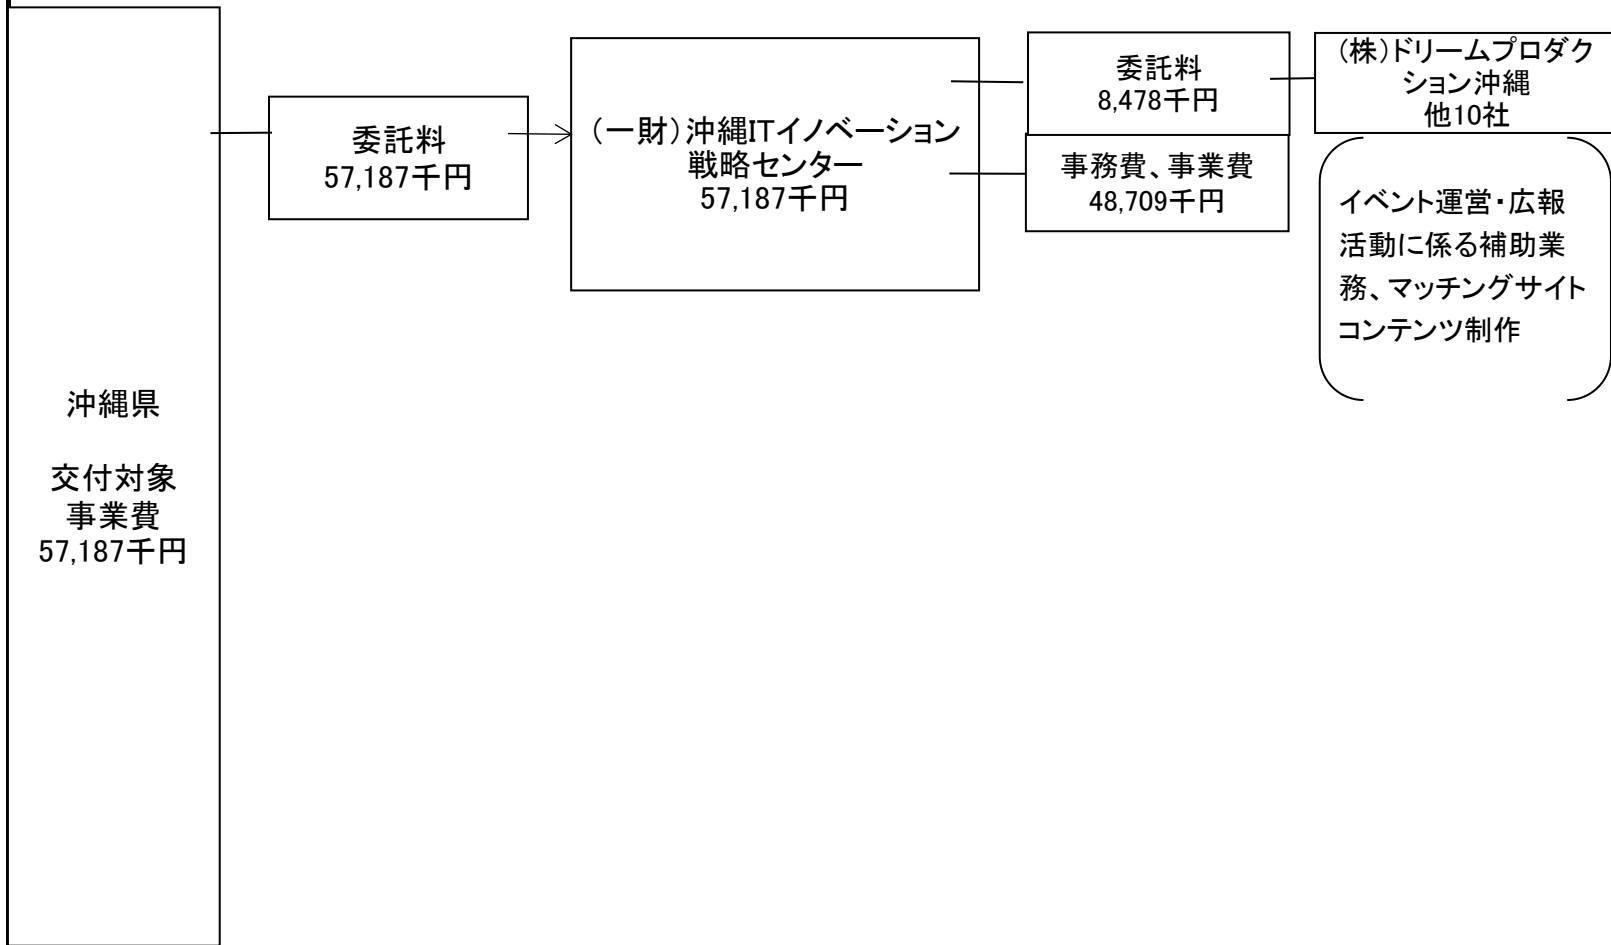 沖縄県
交付対象
事業費
57,187千円
委託料
57,187千円
(一財)沖縄ITイノベーション
戦略センター
57,187千円
委託料
8,478千円
事務費、事業費
48,709千円
(株)ドリームプロダク
ション沖縄
他10社
イベント運営・広報
活動に係る補助業
務、マッチングサイト
コンテンツ制作